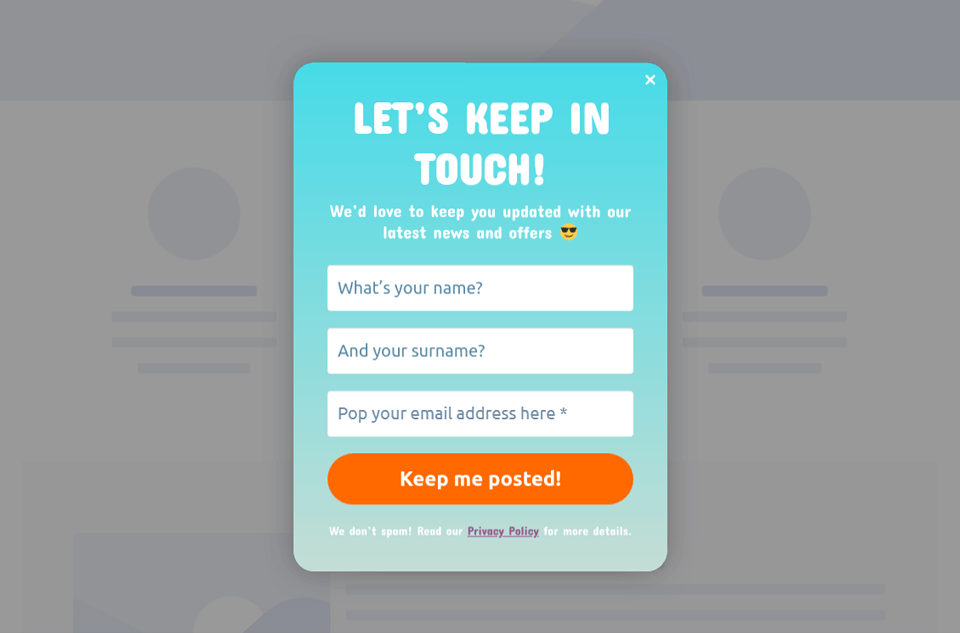 LET'S KEEP IN
TOUCH!
We'd love to keep you updated with our
latest news and offers 😎
What's your name?
And your surname?
Pop your email address here *
Keep me posted!
We don't spam! Read our Privacy Policy for more details.